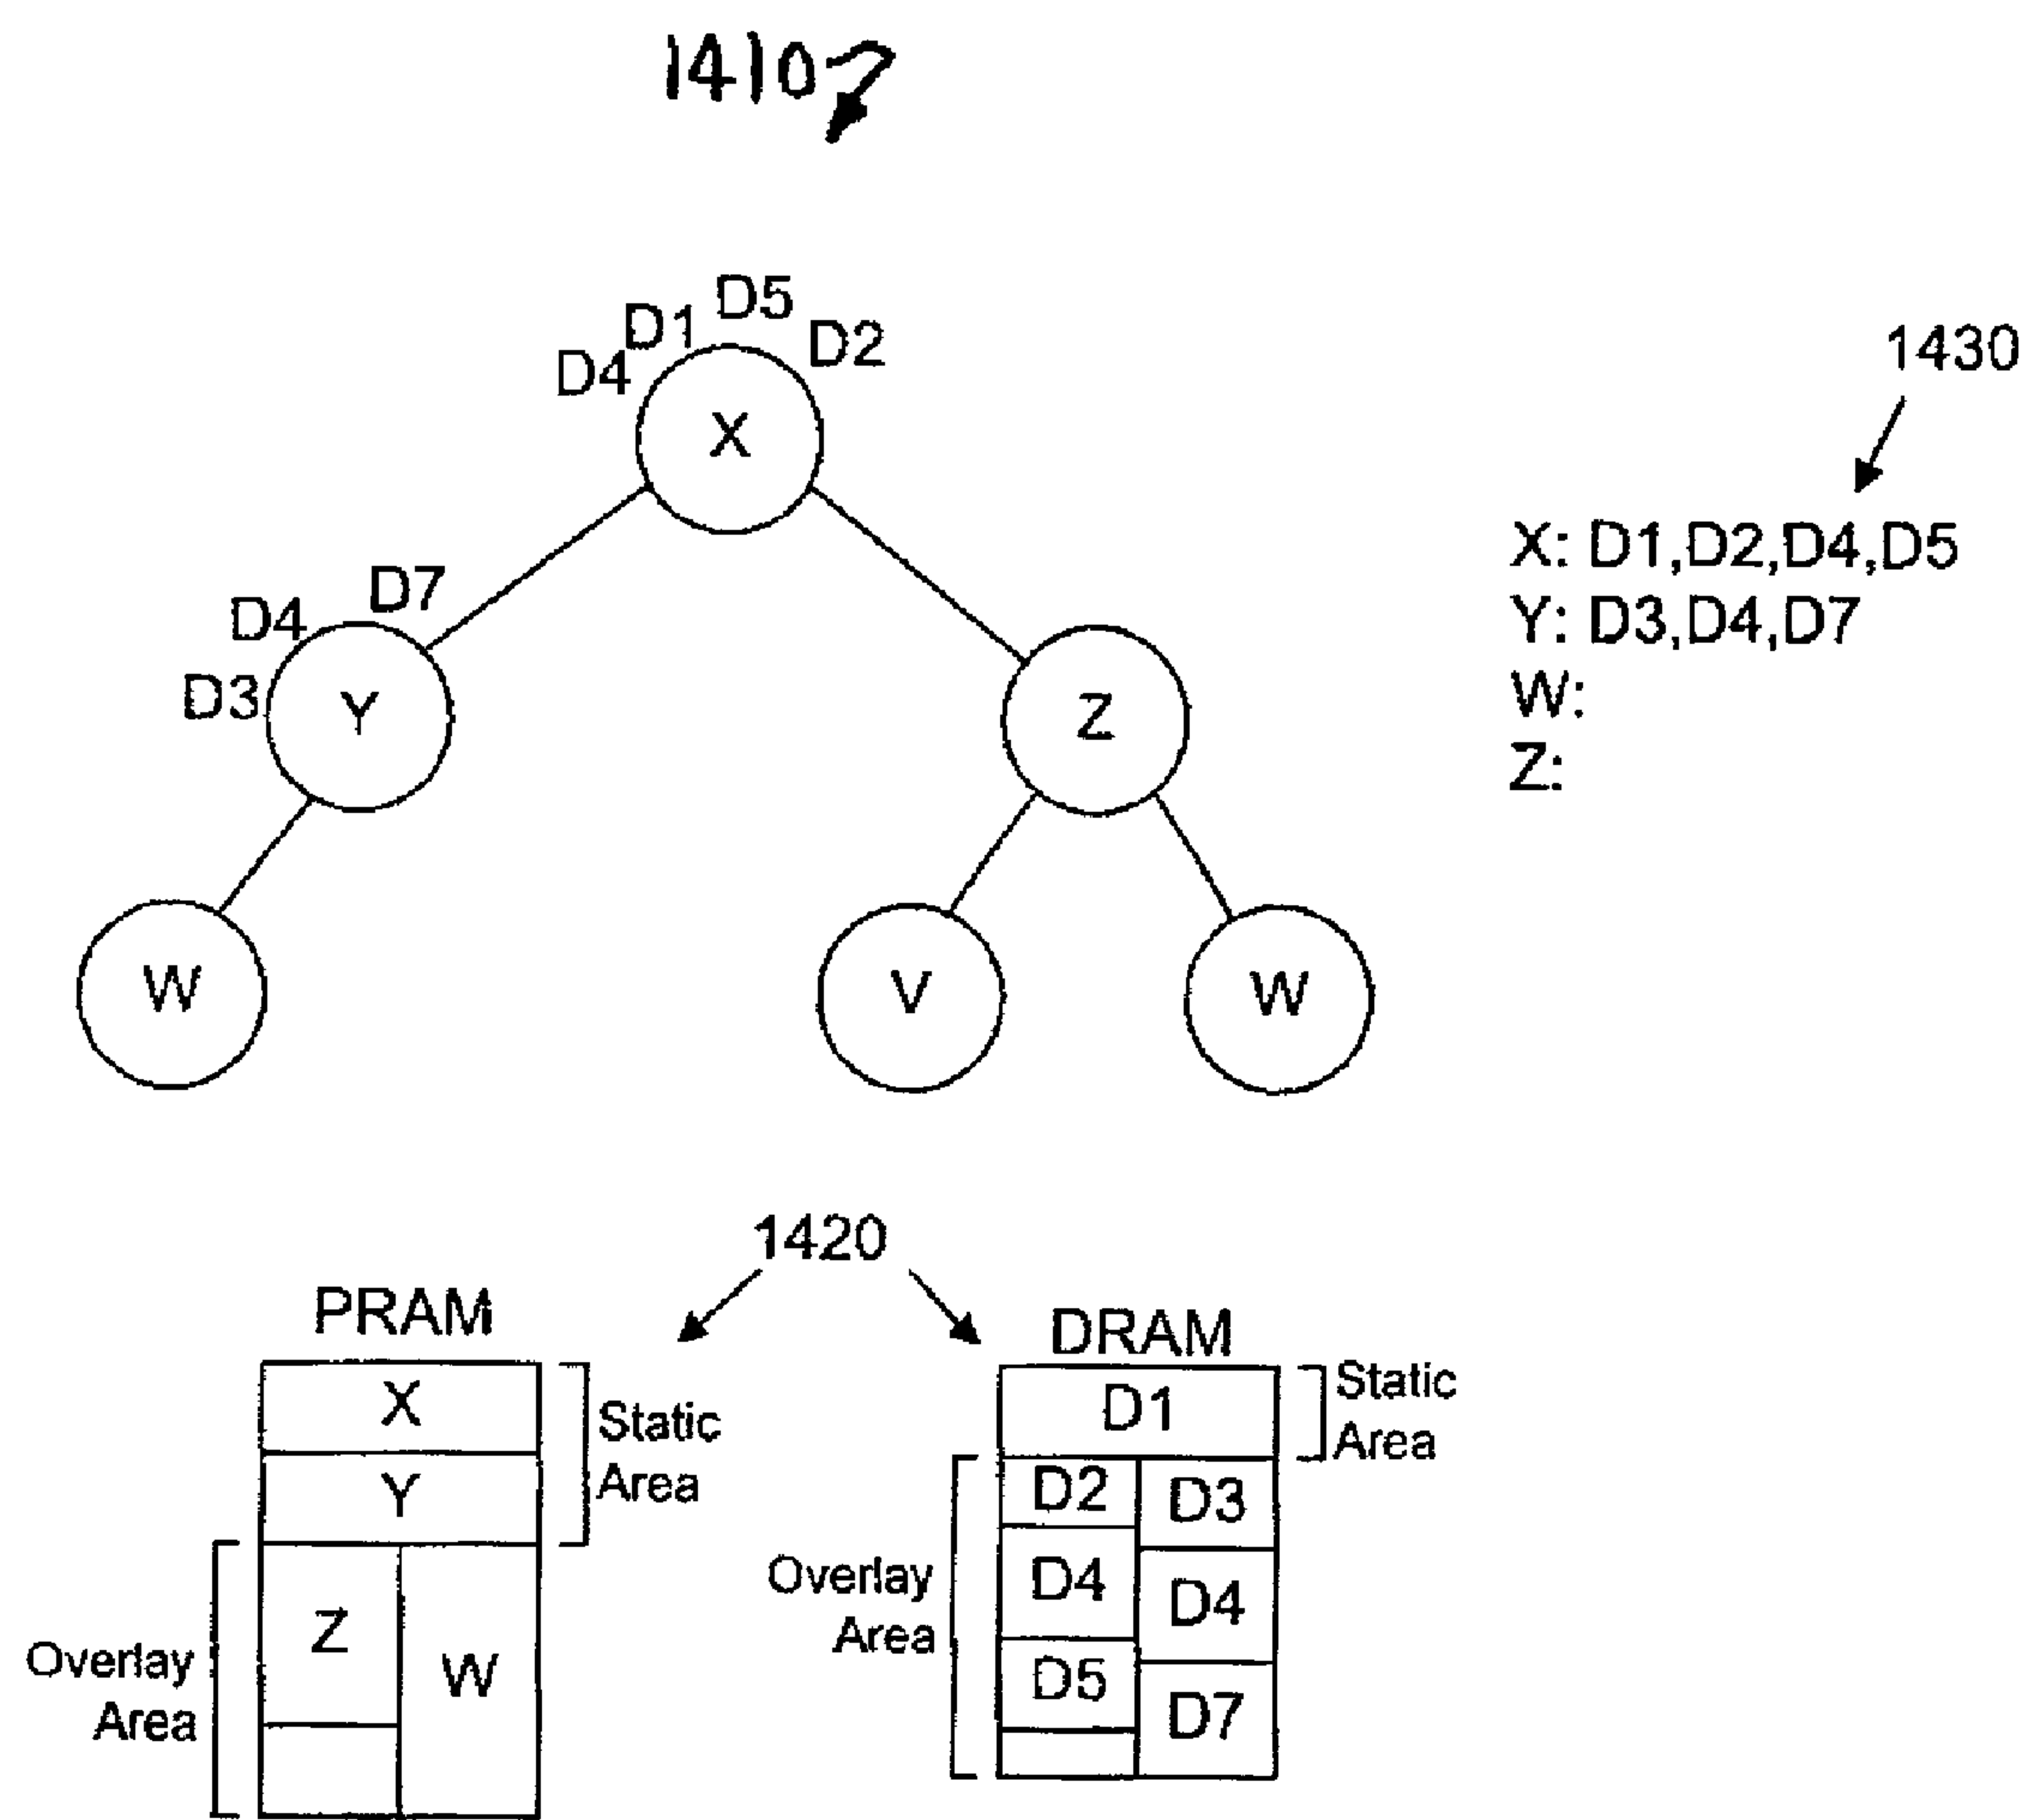 1410
D5
D1
D2
D4
X
1430
X: D1,D2,D4,D5
Y: D3,D4,D7
W:
Z:
D7
D4
D3
Y
Z
W
V
W
1420
PRAM
X
Y
Static
Area
Z
W
Overlay
Area
DRAM
D1
Static
Area
D2
D3
D4
D4
D5
D7
Overlay
Area